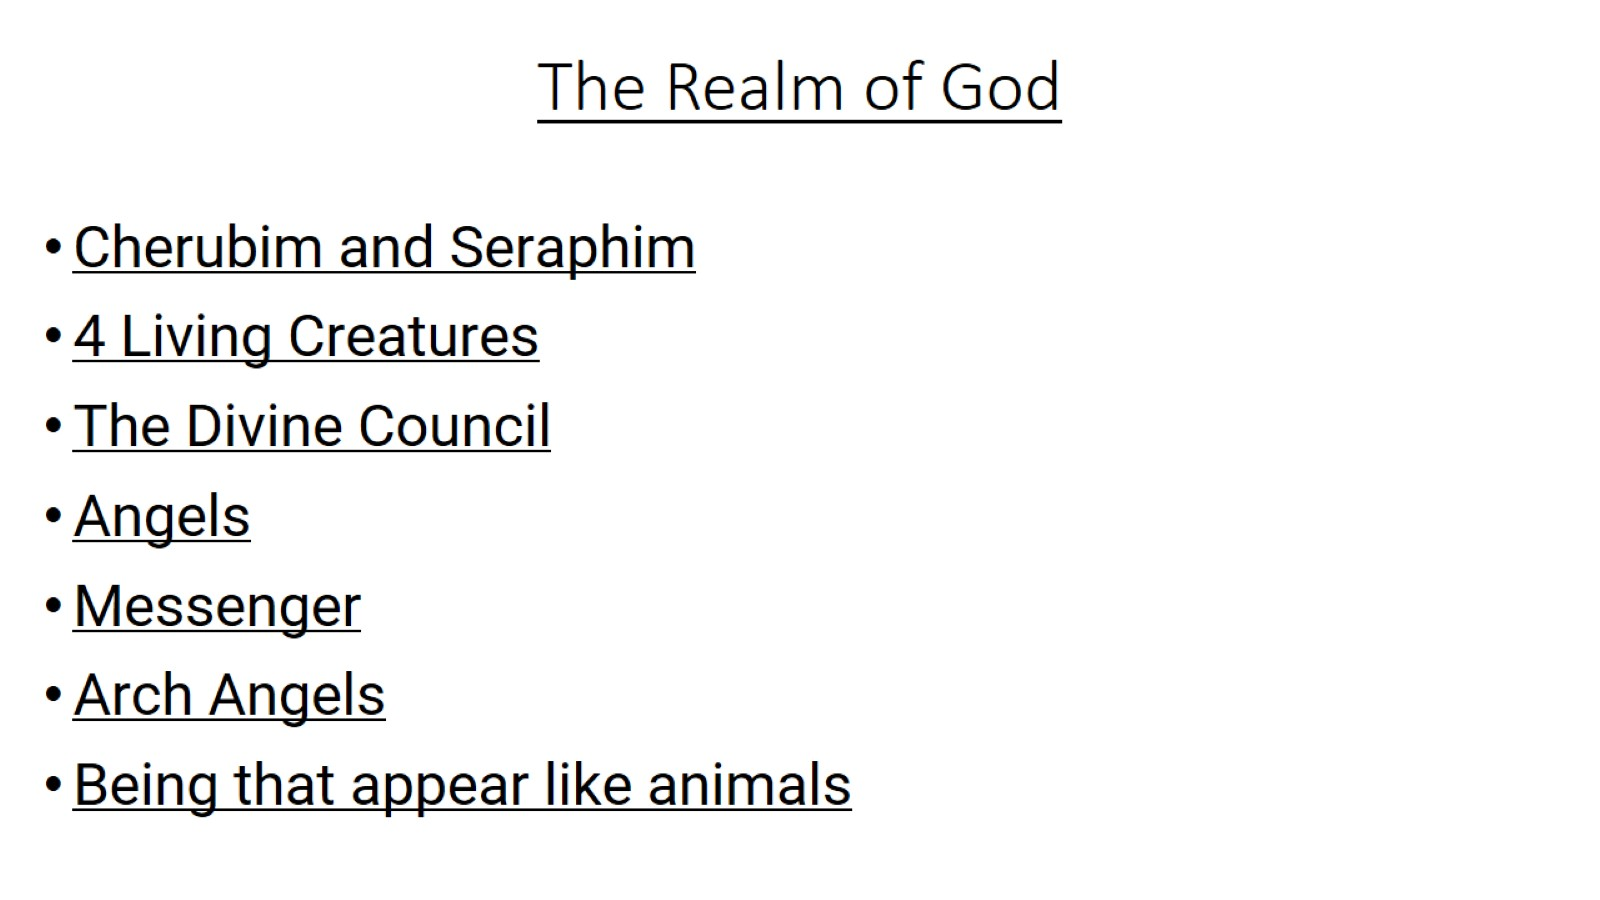 The Realm of God
• Cherubim and Seraphim
• 4 Living Creatures
• The Divine Council
• Angels
• Messenger
• Arch Angels
• Being that appear like animals